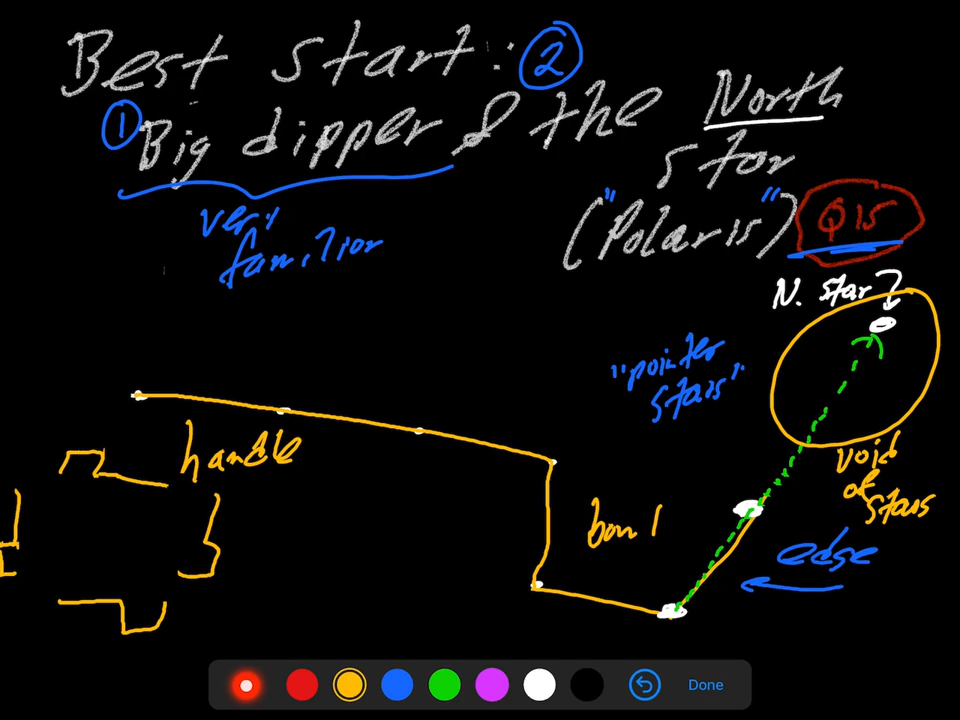 Best start: ②
① Big dipper & the North
Star
("Polaris") Q15
very
familiar
N. star
"pointer
stars"
handle
void
of
stars
bowl
edge
Done